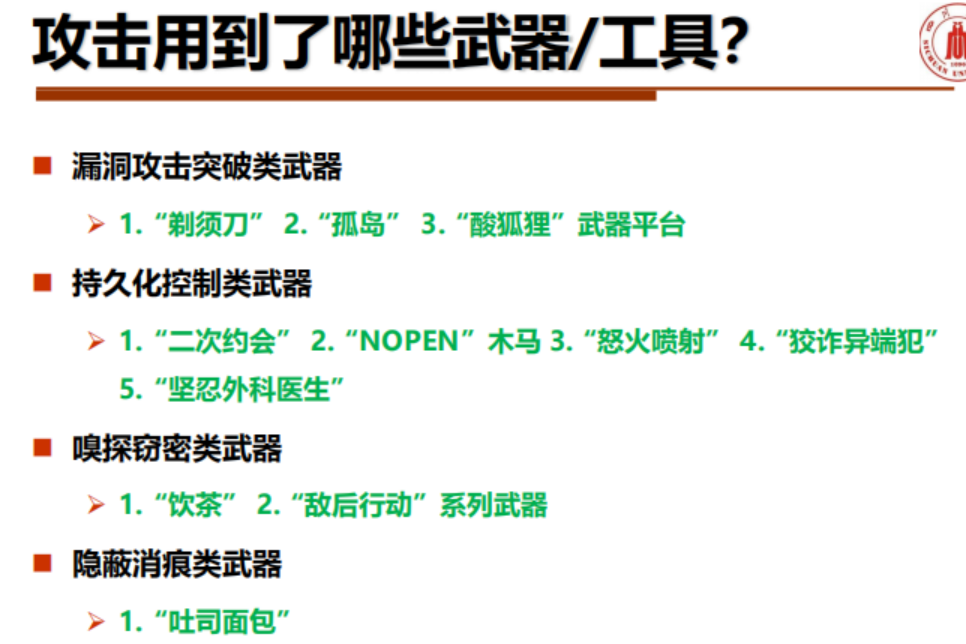 攻击用到了哪些武器/工具?
漏洞攻击突破类武器
1. “剃须刀” 2. “孤岛” 3. “酸狐狸” 武器平台
持久化控制类武器
1. “二次约会” 2. “NOPEN” 木马 3. “怒火喷射” 4. “狡诈异端犯”
5. “坚忍外科医生”
嗅探窃密类武器
1. “饮茶” 2. “敌后行动” 系列武器
隐蔽消痕类武器
1. “吐司面包”